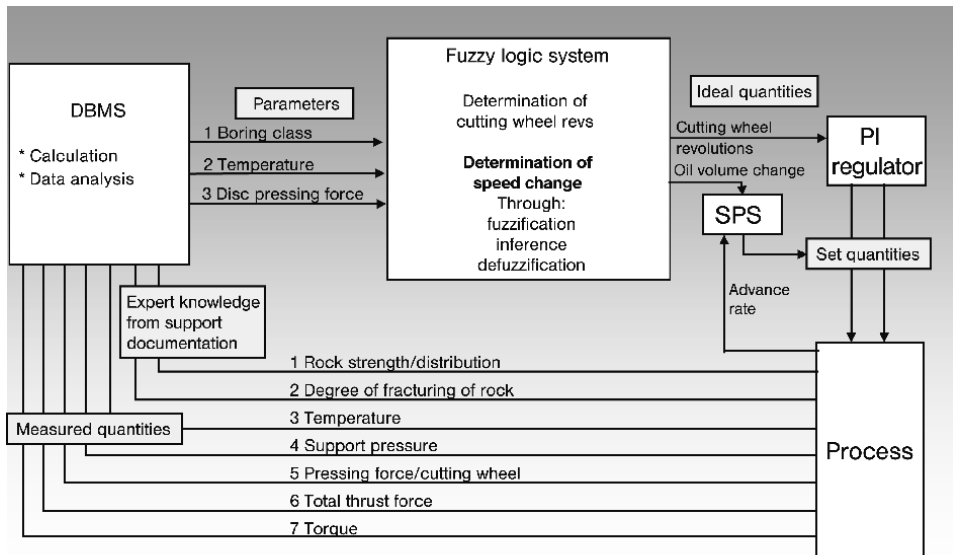 DBMS
* Calculation
* Data analysis
Parameters
1 Boring class
2 Temperature
3 Disc pressing force
Fuzzy logic system
Determination of
cutting wheel revs
Determination of
speed change
Through:
fuzzification
inference
defuzzification
Ideal quantities
Cutting wheel
revolutions
Oil volume change
PI
regulator
SPS
Set quantities
Advance
rate
Expert knowledge
from support
documentation
1 Rock strength/distribution
2 Degree of fracturing of rock
Measured quantities
3 Temperature
4 Support pressure
5 Pressing force/cutting wheel
6 Total thrust force
7 Torque
Process